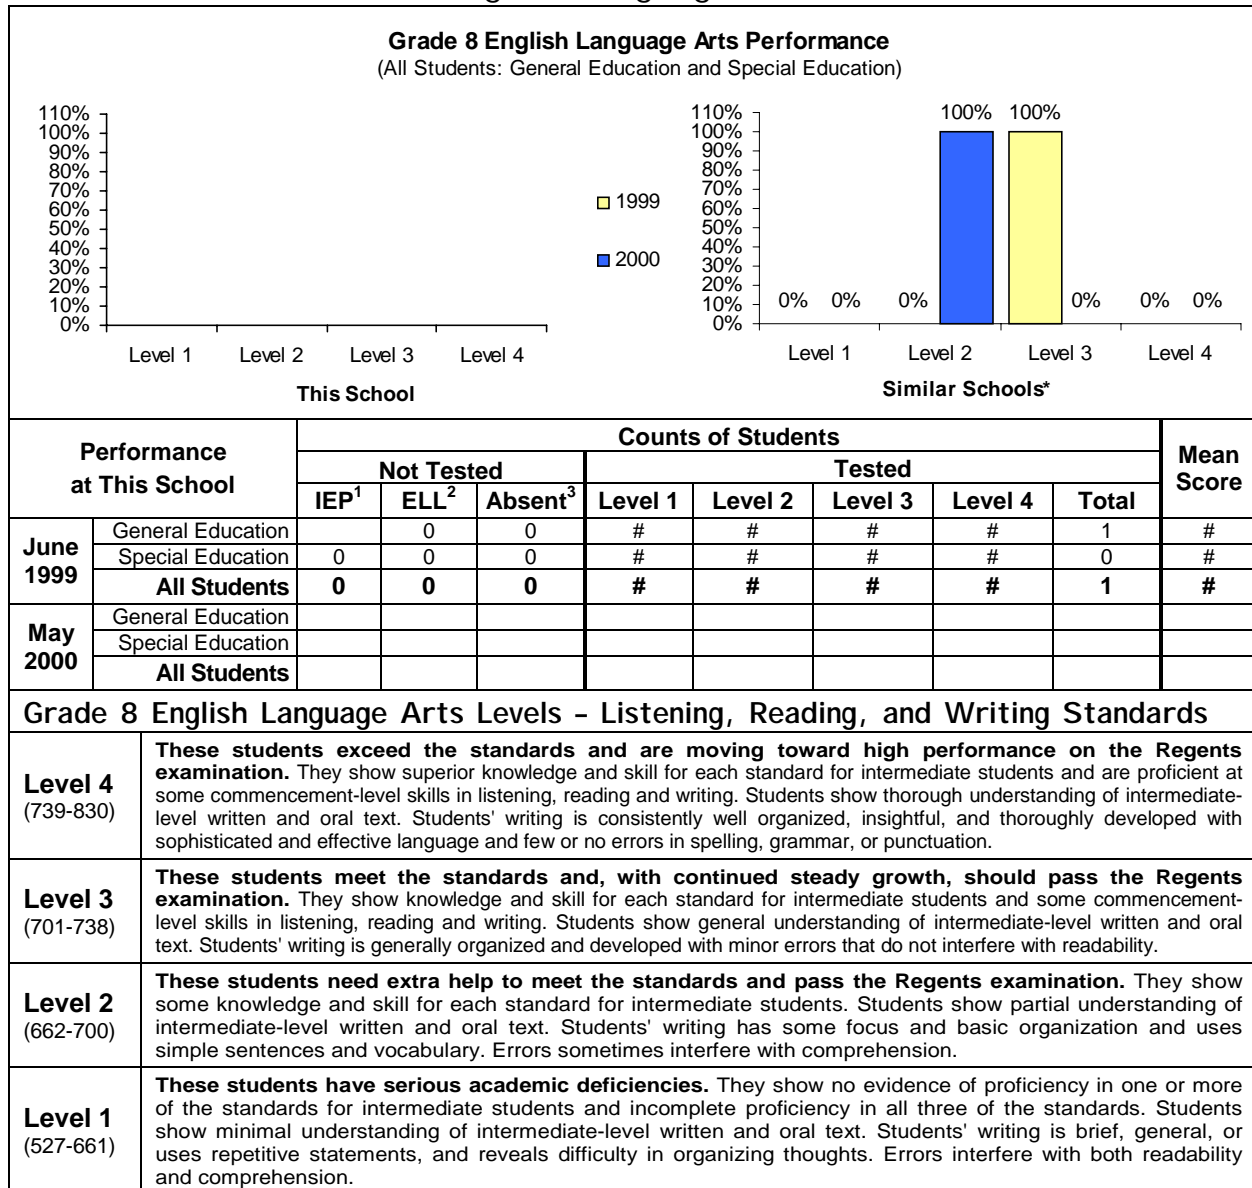 Grade 8 English Language Arts Performance
(All Students: General Education and Special Education)
110%
100%
90%
80%
70%
60%
50%
40%
30%
20%
10%
0%
Level 1 Level 2 Level 3 Level 4
This School
1999
2000
110%
100%
90%
80%
70%
60%
50%
40%
30%
20%
10%
0%
100% 100%
0% 0% 0% 0% 0% 0%
Level 1 Level 2 Level 3 Level 4
Similar Schools*
Performance
at This School
Counts of Students
Mean
Score
Not Tested Tested
IEP1 ELL2 Absent3 Level 1 Level 2 Level 3 Level 4 Total
June
1999
General Education 0 0 # # # # 1 #
Special Education 0 0 0 # # # # 0 #
All Students 0 0 0 # # # # 1 #
May
2000
General Education
Special Education
All Students
Grade 8 English Language Arts Levels – Listening, Reading, and Writing Standards
Level 4
(739-830)
These students exceed the standards and are moving toward high performance on the Regents
examination. They show superior knowledge and skill for each standard for intermediate students and are proficient at
some commencement-level skills in listening, reading and writing. Students show thorough understanding of intermediate-
level written and oral text. Students' writing is consistently well organized, insightful, and thoroughly developed with
sophisticated and effective language and few or no errors in spelling, grammar, or punctuation.
Level 3
(701-738)
These students meet the standards and, with continued steady growth, should pass the Regents
examination. They show knowledge and skill for each standard for intermediate students and some commencement-
level skills in listening, reading and writing. Students show general understanding of intermediate-level written and oral
text. Students' writing is generally organized and developed with minor errors that do not interfere with readability.
Level 2
(662-700)
These students need extra help to meet the standards and pass the Regents examination. They show
some knowledge and skill for each standard for intermediate students. Students show partial understanding of
intermediate-level written and oral text. Students' writing has some focus and basic organization and uses
simple sentences and vocabulary. Errors sometimes interfere with comprehension.
Level 1
(527-661)
These students have serious academic deficiencies. They show no evidence of proficiency in one or more
of the standards for intermediate students and incomplete proficiency in all three of the standards. Students
show minimal understanding of intermediate-level written and oral text. Students' writing is brief, general, or
uses repetitive statements, and reveals difficulty in organizing thoughts. Errors interfere with both readability
and comprehension.